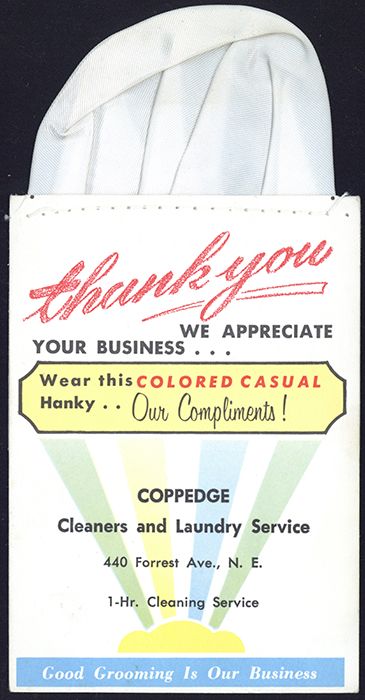 thank you
WE APPRECIATE
YOUR BUSINESS . . .
Wear this COLORED CASUAL
Hanky . . Our Compliments!
COPPEDGE
Cleaners and Laundry Service
440 Forrest Ave., N. E.
1-Hr. Cleaning Service
Good Grooming Is Our Business